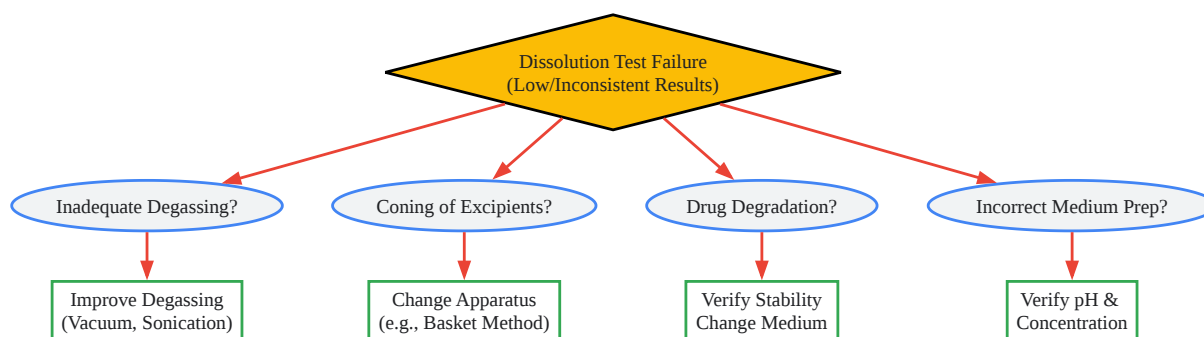 Dissolution Test Failure
(Low/Inconsistent Results)
Inadequate Degassing?
Coning of Excipients?
Drug Degradation?
Incorrect Medium Prep?
Improve Degassing
(Vacuum, Sonication)
Change Apparatus
(e.g., Basket Method)
Verify Stability
Change Medium
Verify pH &
Concentration